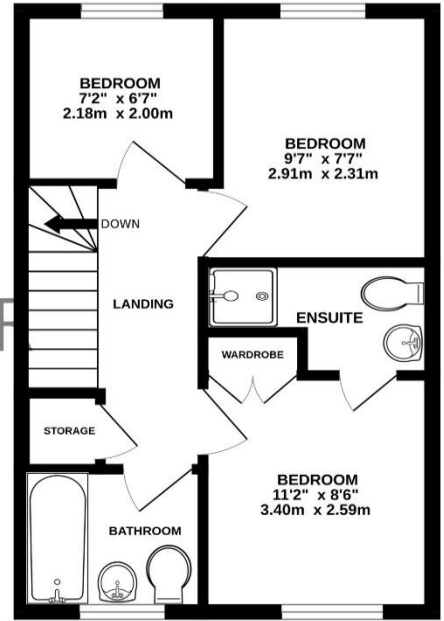 BEDROOM
7'2" x 6'7"
2.18m x 2.00m
BEDROOM
9'7" x 7'7"
2.91m x 2.31m
DOWN
LANDING
R
ENSUITE
WARDROBE
STORAGE
BEDROOM
11'2" x 8'6"
3.40m x 2.59m
BATHROOM